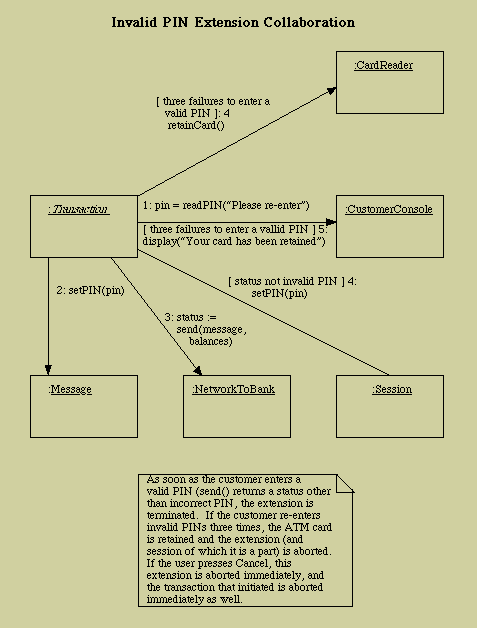 Invalid PIN Extension Collaboration
:CardReader
[ three failures to enter a
valid PIN ]: 4
retainCard()
:Transaction
1: pin = readPIN("Please re-enter")
:CustomerConsole
[ three failures to enter a vallid PIN ] 5:
display("Your card has been retained")
[ status not invalid PIN ] 4:
setPIN(pin)
2: setPIN(pin)
3: status :=
send(message,
balances)
:Message
:NetworkToBank
:Session
As soon as the customer enters a
valid PIN (send() returns a status other
than incorrect PIN, the extension is
terminated. If the customer re-enters
invalid PINs three times, the ATM card
is retained and the extension (and
session of which it is a part) is aborted.
If the user presses Cancel, this
extension is aborted immediately, and
the transaction that initiated is aborted
immediately as well.